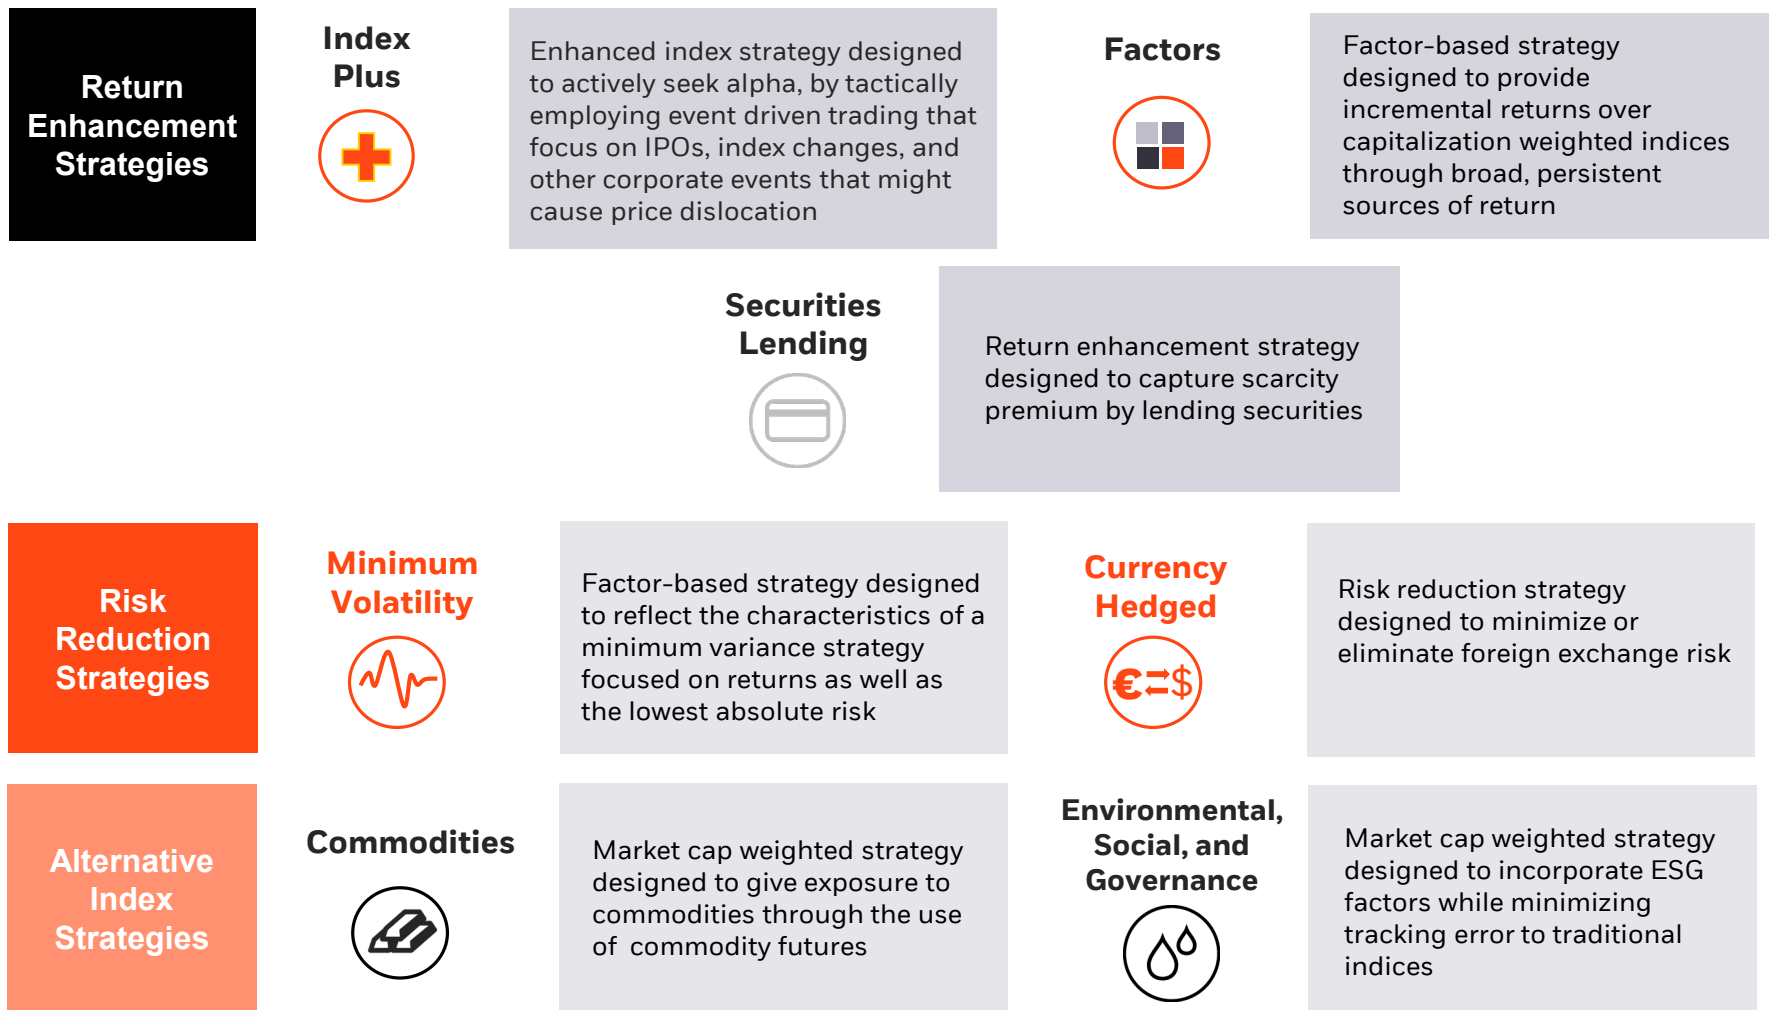 Return
Enhancement
Strategies
Index
Plus
Enhanced index strategy designed
to actively seek alpha, by tactically
employing event driven trading that
focus on IPOs, index changes, and
other corporate events that might
cause price dislocation
Factors
Factor-based strategy
designed to provide
incremental returns over
capitalization weighted indices
through broad, persistent
sources of return
Securities
Lending
Return enhancement strategy
designed to capture scarcity
premium by lending securities
Risk
Reduction
Strategies
Minimum
Volatility
Factor-based strategy designed
to reflect the characteristics of a
minimum variance strategy
focused on returns as well as
the lowest absolute risk
Currency
Hedged
€ $
Risk reduction strategy
designed to minimize or
eliminate foreign exchange risk
Alternative
Index
Strategies
Commodities
Market cap weighted strategy
designed to give exposure to
commodities through the use
of commodity futures
Environmental,
Social, and
Governance
Market cap weighted strategy
designed to incorporate ESG
factors while minimizing
tracking error to traditional
indices